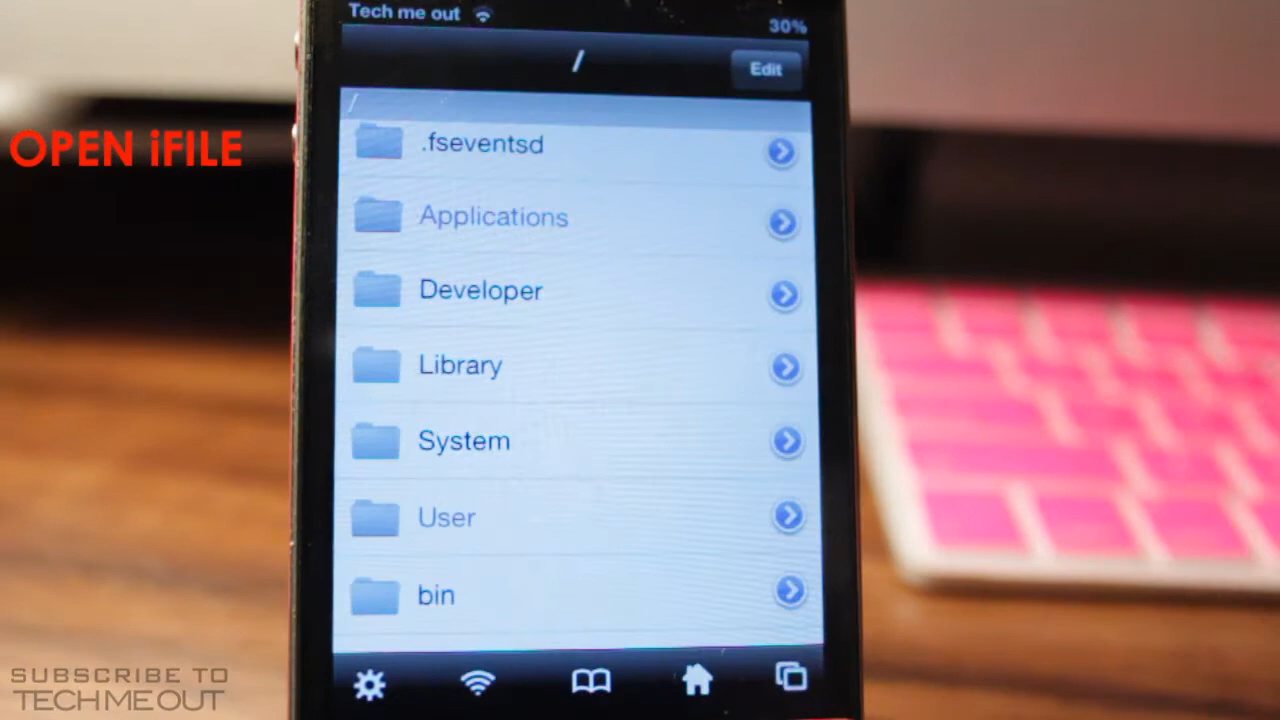 Tech me out
30%
/
Edit
/
.fseventsd
OPEN iFILE
Applications
Developer
Library
System
User
bin
SUBSCRIBE TO
TECHMEOUT